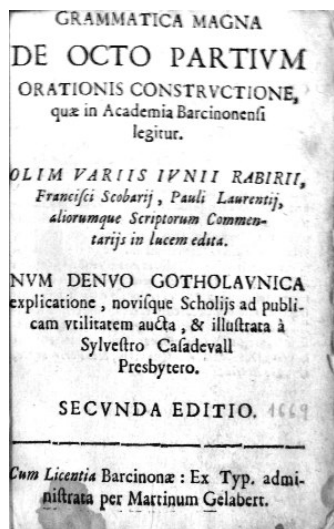 GRAMMATICA MAGNA
DE OCTO PARTIVM
ORATIONIS CONSTRVCTIONE,
quæ in Academia Barcinonenſi
legitur.
OLIM VARIIS IVNII RABIRII,
Franciſci Scobarij, Pauli Laurentij,
aliorumque Scriptorum Commen-
tarijs in lucem edita.
NVM DENVO GOTHOLAVNICA
explicatione, noviſque Scholijs ad publi-
cam vtilitatem aucta, & illuſtrata à
Sylveſtro Caſadevall
Presbytero.
SECVNDA EDITIO. 1669
Cum Licentia Barcinonæ: Ex Typ. admi-
niſtrata per Martinum Gelabert.